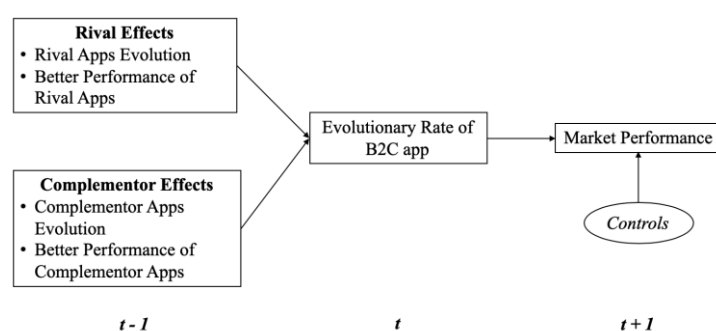 Rival Effects
• Rival Apps Evolution
• Better Performance of
Rival Apps
Evolutionary Rate of
B2C app
Market Performance
Complementor Effects
• Complementor Apps
Evolution
• Better Performance of
Complementor Apps
Controls
t - 1
t
t + 1